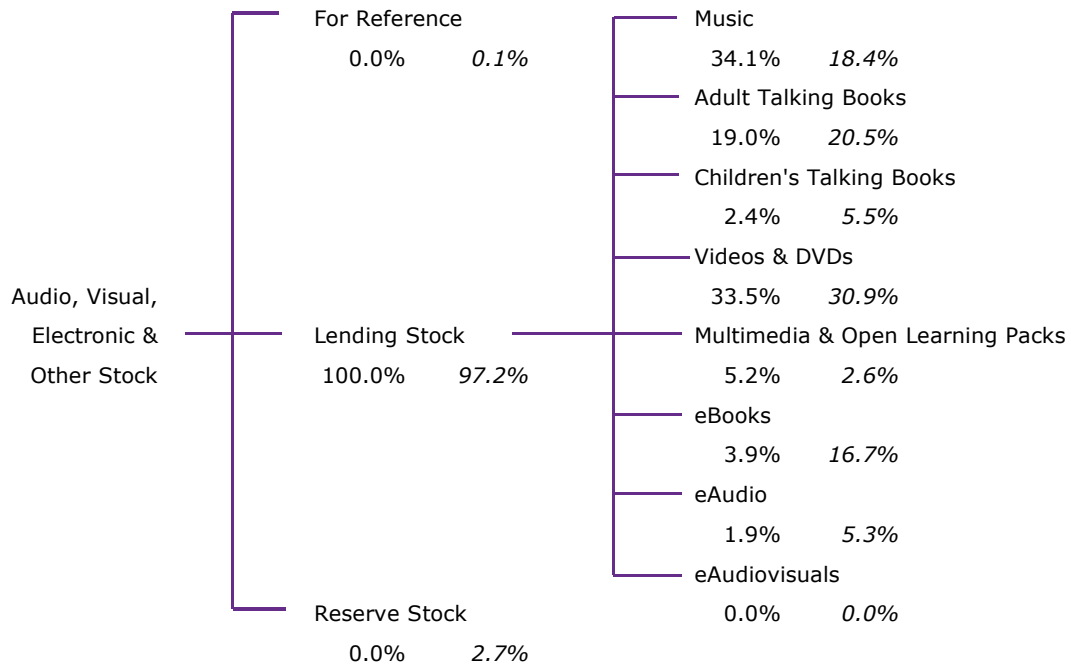 For Reference
0.0% 0.1%
Audio, Visual,
Electronic &
Other Stock
Lending Stock
100.0% 97.2%
Reserve Stock
0.0% 2.7%
Music
34.1% 18.4%
Adult Talking Books
19.0% 20.5%
Children's Talking Books
2.4% 5.5%
Videos & DVDs
33.5% 30.9%
Multimedia & Open Learning Packs
5.2% 2.6%
eBooks
3.9% 16.7%
eAudio
1.9% 5.3%
eAudiovisuals
0.0% 0.0%